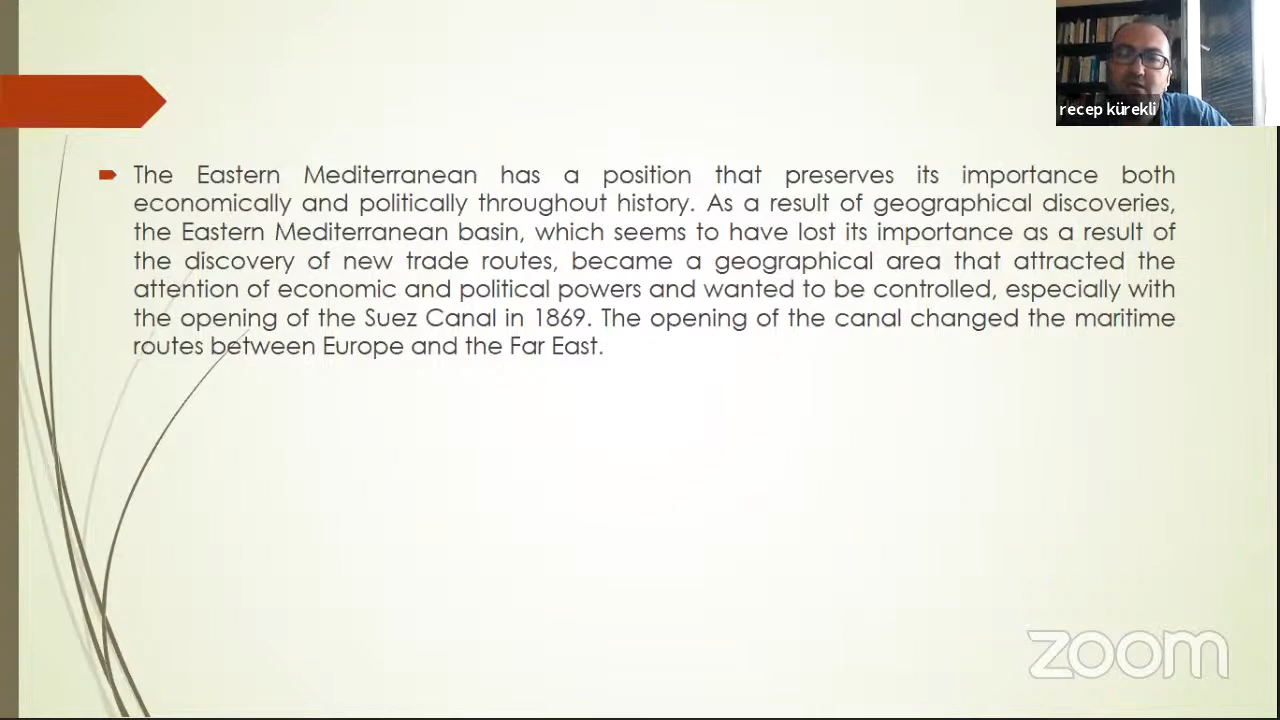 recep kürekli
The Eastern Mediterranean has a position that preserves its importance both
economically and politically throughout history. As a result of geographical discoveries,
the Eastern Mediterranean basin, which seems to have lost its importance as a result of
the discovery of new trade routes, became a geographical area that attracted the
attention of economic and political powers and wanted to be controlled, especially with
the opening of the Suez Canal in 1869. The opening of the canal changed the maritime
routes between Europe and the Far East.
zoom